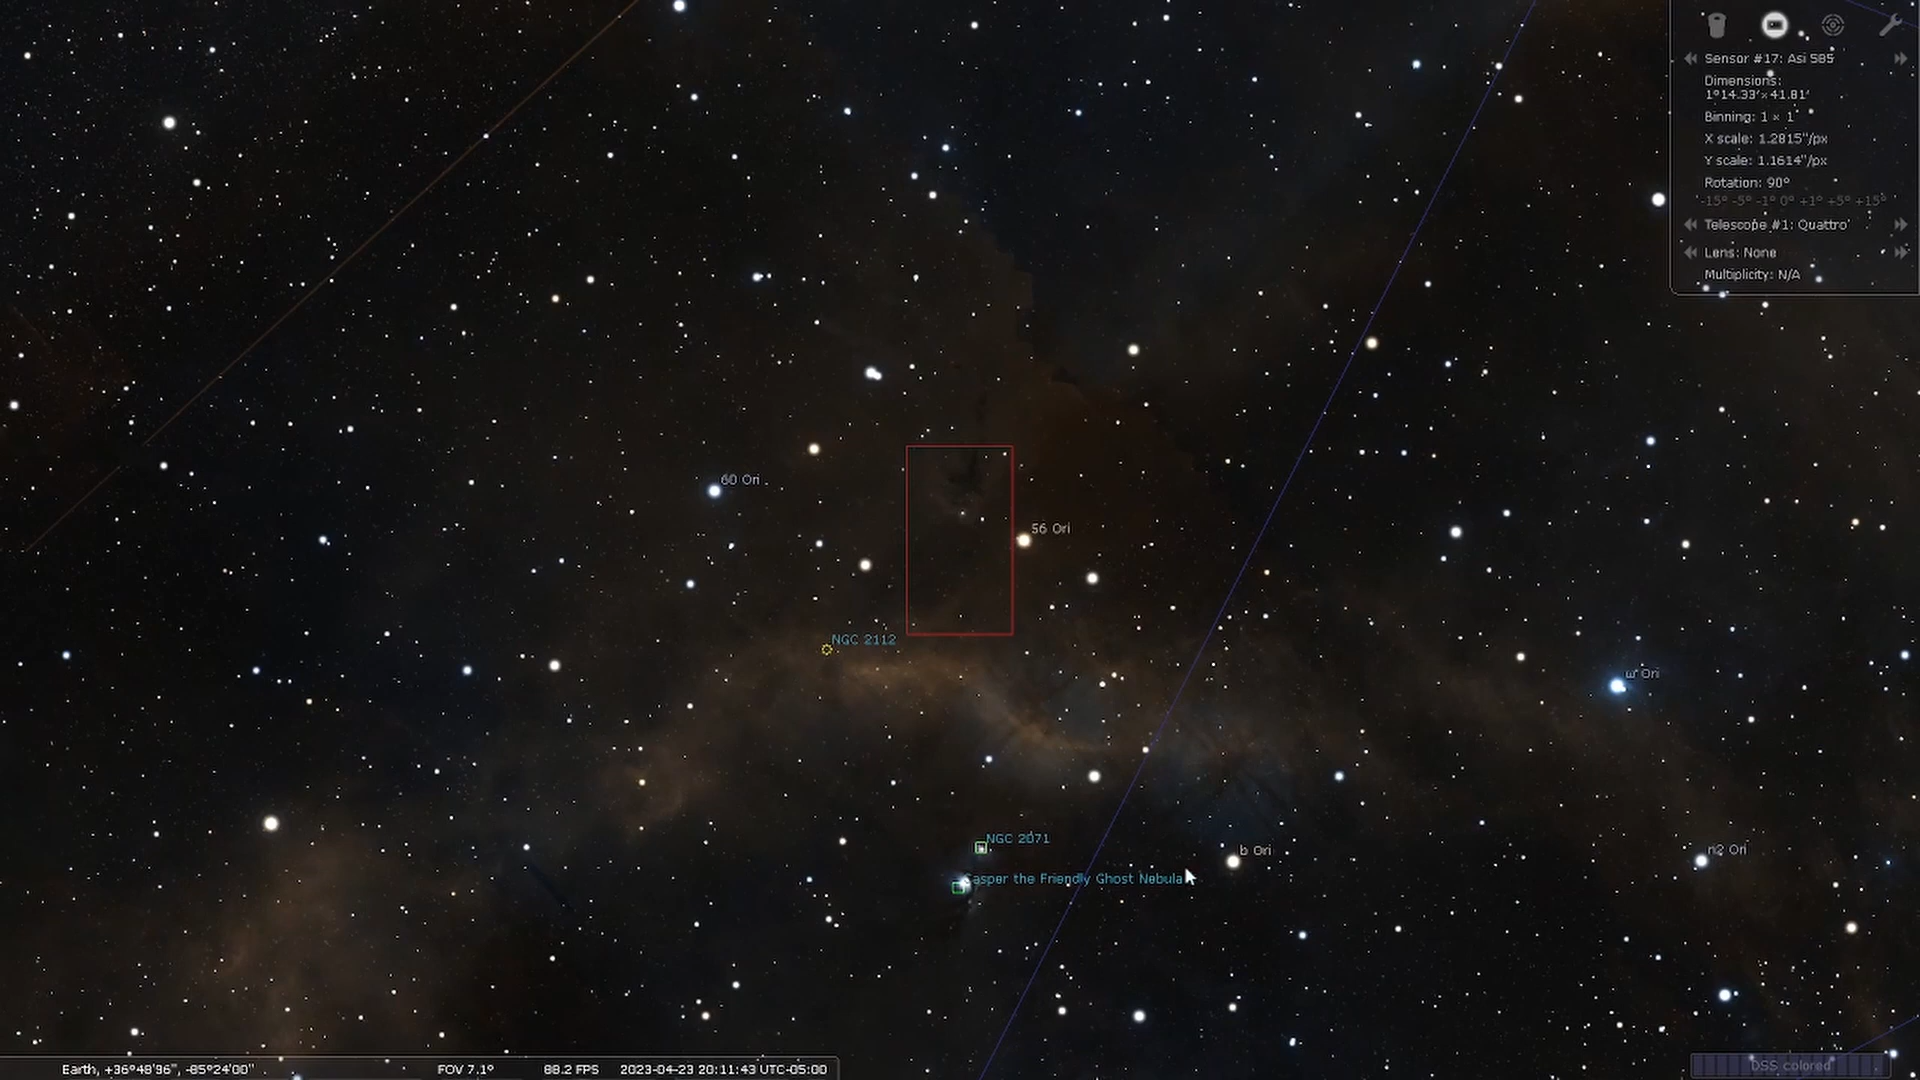 Sensor #17: Asi 585
Dimensions:
1°14.33' × 41.81'
Binning: 1 × 1
X scale: 1.2815"/px
Y scale: 1.1614"/px
Rotation: 90°
-15° -5° -1° 0° +1° +5° +15°
Telescope #1: Quattro
Lens: None
Multiplicity: N/A
60 Ori
56 Ori
NGC 2112
ω Ori
NGC 2071
b Ori
n2 Ori
Casper the Friendly Ghost Nebula
Earth, +36°48'96", -85°24'00" FOV 7.1° 88.2 FPS 2023-04-23 20:11:43 UTC-05:00
DSS colored